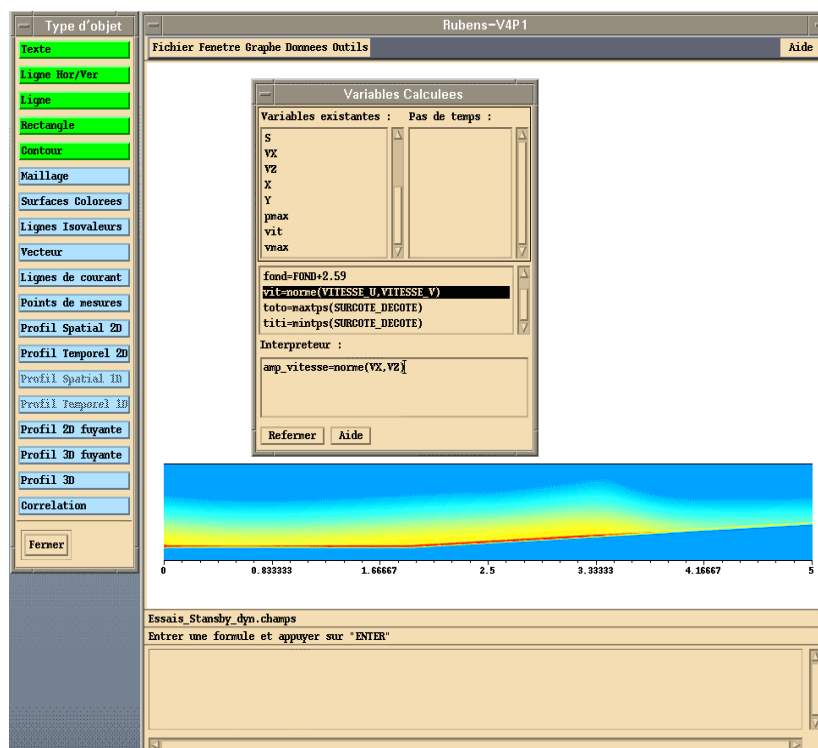 Type d'objet
Texte
Ligne Hor/Ver
Ligne
Rectangle
Contour
Maillage
Surfaces Colorees
Lignes Isovaleurs
Vecteur
Lignes de courant
Points de mesures
Profil Spatial 2D
Profil Temporel 2D
Profil Spatial 1D
Profil Temporel 1D
Profil 2D fuyante
Profil 3D fuyante
Profil 3D
Correlation
Fermer
Rubens-V4P1
Fichier Fenetre Graphe Donnees Outils
Aide
Variables Calculees
Variables existantes :
Pas de temps :
S
VX
VZ
X
Y
pmax
vit
vmax
fond=FOND+2.59
vit=norme(VITESSE_U,VITESSE_V)
toto=maxtps(SURCOTE_DECOTE)
titi=mintps(SURCOTE_DECOTE)
Interpreteur :
amp_vitesse=norme(VX,VZ)
Refermer
Aide
0 0.833333 1.66667 2.5 3.33333 4.16667 5
Essais_Stansby_dyn.champs
Entrer une formule et appuyer sur "ENTER"